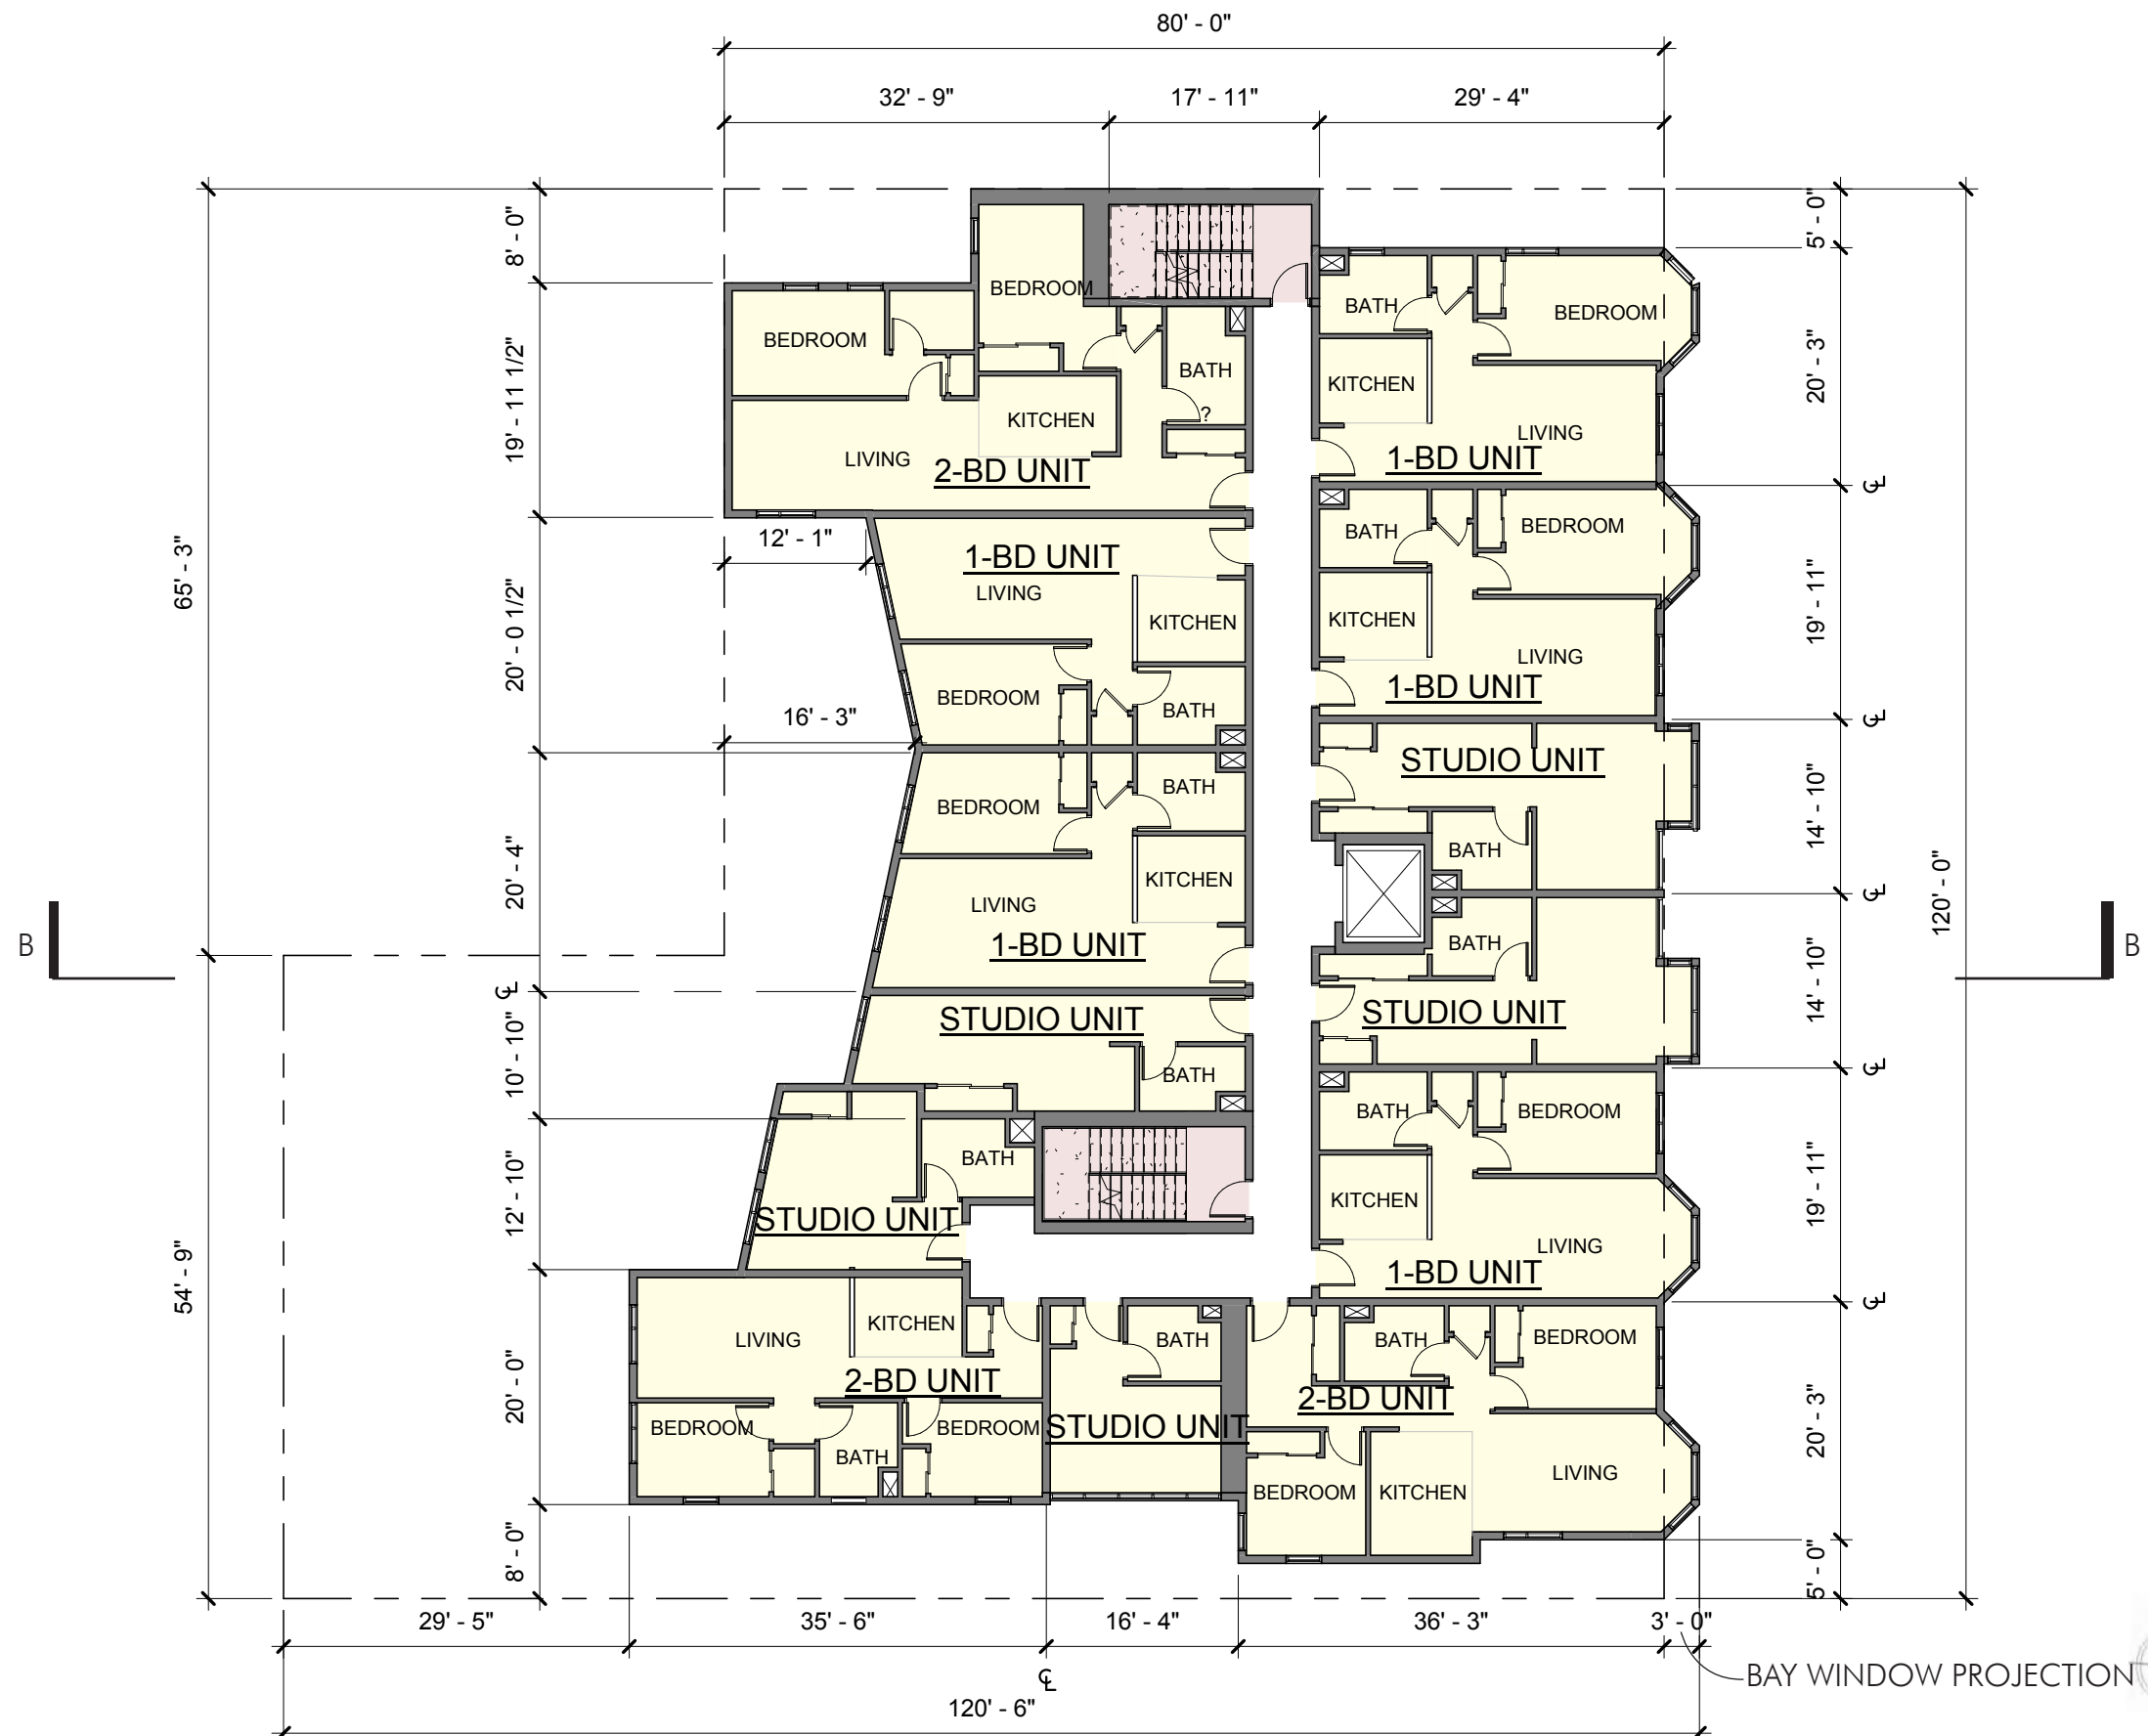 80' - 0"
32' - 9"
17' - 11"
29' - 4"
8' - 0"
5' - 0"
BEDROOM
BATH
BEDROOM
BEDROOM
19' - 11 1/2"
20' - 3"
BATH
KITCHEN
?
KITCHEN
LIVING
LIVING
2-BD UNIT
1-BD UNIT
℄
65' - 3"
12' - 1"
1-BD UNIT
BATH
BEDROOM
LIVING
20' - 0 1/2"
19' - 11"
KITCHEN
KITCHEN
LIVING
BEDROOM
1-BD UNIT
BATH
16' - 3"
℄
STUDIO UNIT
BATH
BEDROOM
14' - 10"
BATH
20' - 4"
KITCHEN
℄
LIVING
120' - 0"
B
1-BD UNIT
BATH
B
℄
14' - 10"
STUDIO UNIT
STUDIO UNIT
10' - 10"
BATH
℄
BATH
BEDROOM
12' - 10"
BATH
19' - 11"
KITCHEN
STUDIO UNIT
LIVING
54' - 9"
1-BD UNIT
℄
LIVING
KITCHEN
BATH
BATH
BEDROOM
2-BD UNIT
2-BD UNIT
20' - 0"
20' - 3"
BEDROOM
BEDROOM
STUDIO UNIT
BATH
LIVING
BEDROOM
KITCHEN
8' - 0"
5' - 0"
29' - 5"
35' - 6"
16' - 4"
36' - 3"
3' - 0"
℄
BAY WINDOW PROJECTION
120' - 6"